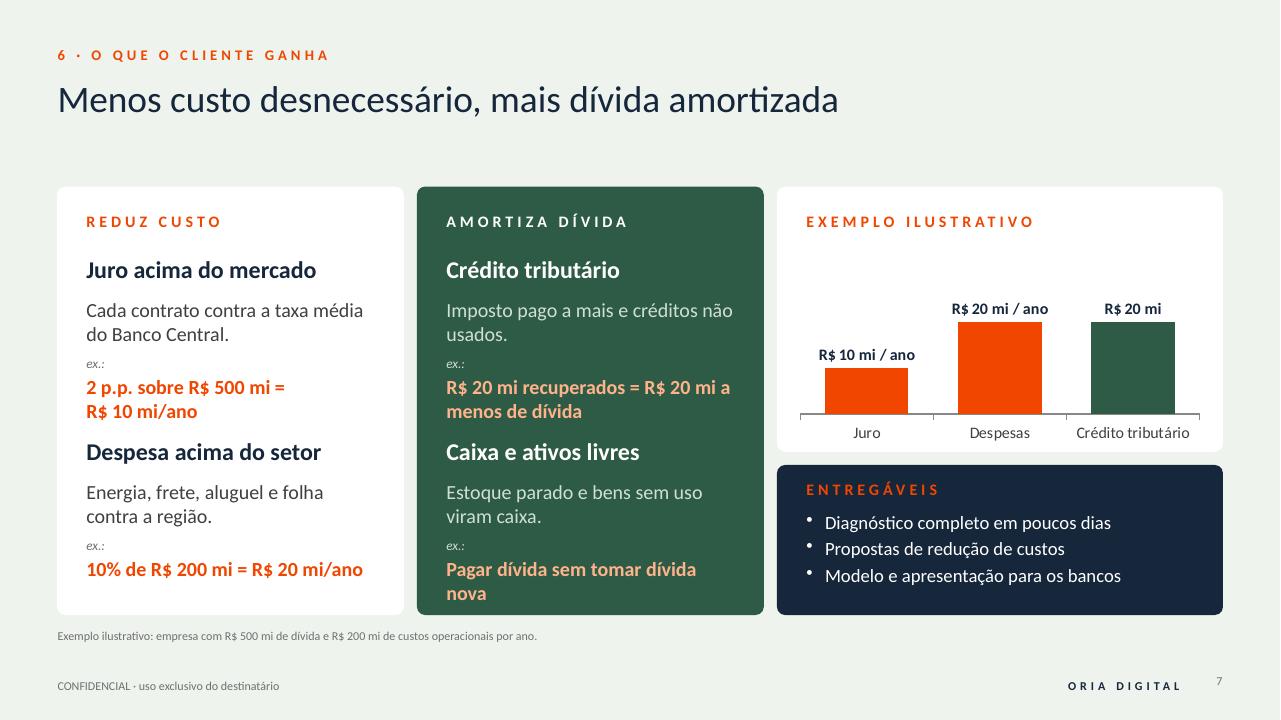 6 · O QUE O CLIENTE GANHA
Menos custo desnecessário, mais dívida amortizada
REDUZ CUSTO
Juro acima do mercado
Cada contrato contra a taxa média
do Banco Central.
ex.:
2 p.p. sobre R$ 500 mi =
R$ 10 mi/ano
Despesa acima do setor
Energia, frete, aluguel e folha
contra a região.
ex.:
10% de R$ 200 mi = R$ 20 mi/ano
AMORTIZA DÍVIDA
Crédito tributário
Imposto pago a mais e créditos não
usados.
ex.:
R$ 20 mi recuperados = R$ 20 mi a
menos de dívida
Caixa e ativos livres
Estoque parado e bens sem uso
viram caixa.
ex.:
Pagar dívida sem tomar dívida
nova
EXEMPLO ILUSTRATIVO
R$ 10 mi / ano
R$ 20 mi / ano
R$ 20 mi
Juro
Despesas
Crédito tributário
ENTREGÁVEIS
• Diagnóstico completo em poucos dias
• Propostas de redução de custos
• Modelo e apresentação para os bancos
Exemplo ilustrativo: empresa com R$ 500 mi de dívida e R$ 200 mi de custos operacionais por ano.
CONFIDENCIAL · uso exclusivo do destinatário
ORIA DIGITAL
7